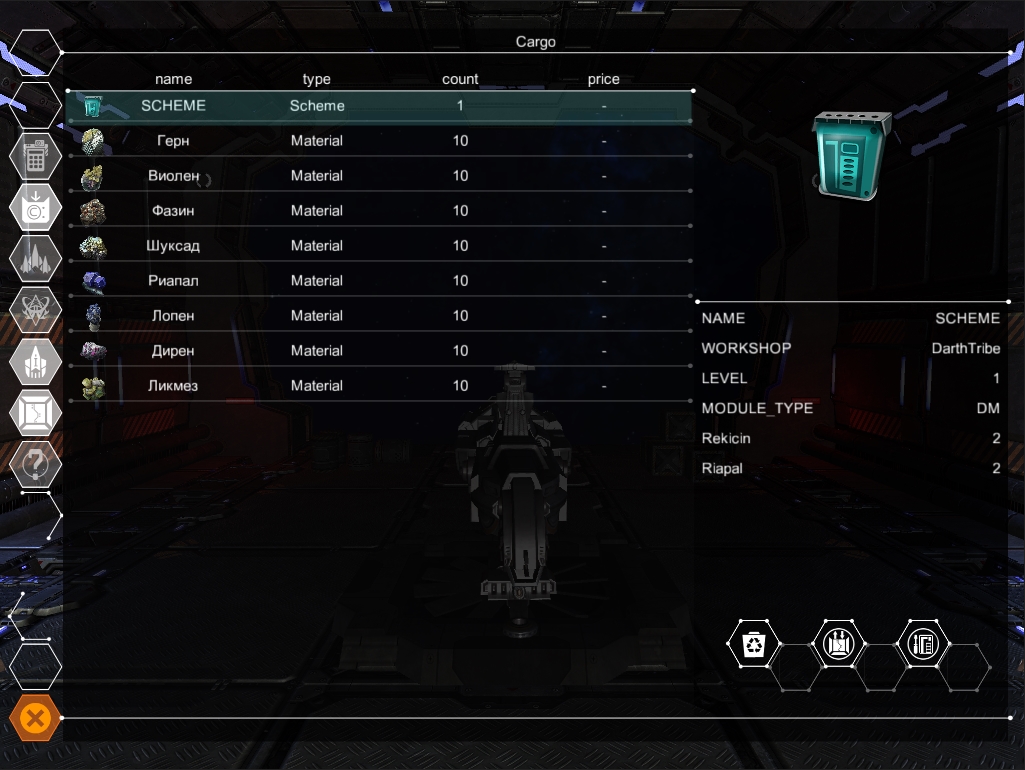 Cargo
name type count price
SCHEME Scheme 1 -
Герн Material 10 -
Виолен Material 10 -
Фазин Material 10 -
Шуксад Material 10 -
Риапал Material 10 -
Лопен Material 10 -
Дирен Material 10 -
Ликмез Material 10 -
NAME SCHEME
WORKSHOP DarthTribe
LEVEL 1
MODULE_TYPE DM
Rekicin 2
Riapal 2